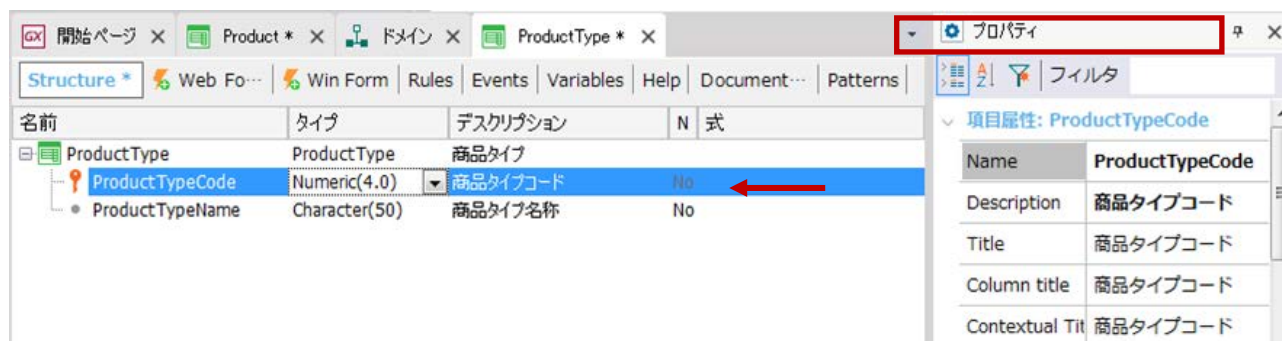 GX 開始ページ × Product * × ドメイン × ProductType * × プロパティ ×
Structure * Web Fo… Win Form Rules Events Variables Help Document… Patterns フィルタ
名前 タイプ デスクリプション N 式 項目属性: ProductTypeCode
ProductType ProductType 商品タイプ Name ProductTypeCode
ProductTypeCode Numeric(4.0) 商品タイプコード No
Description 商品タイプコード
ProductTypeName Character(50) 商品タイプ名称 No
Title 商品タイプコード
Column title 商品タイプコード
Contextual Tit 商品タイプコード